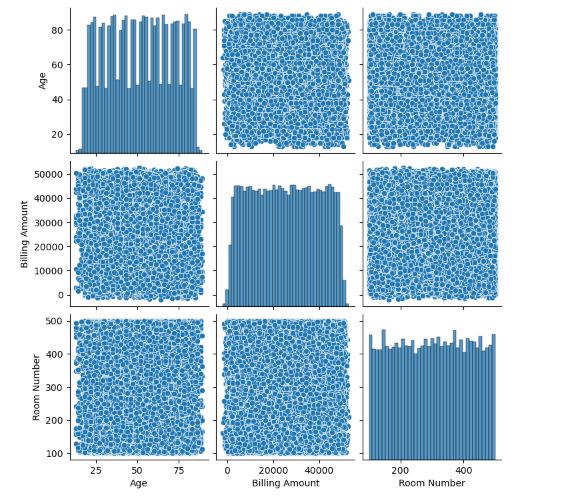 80
60
40
20
Age
50000
40000
30000
20000
10000
0
Billing Amount
500
400
300
200
100
Room Number
25 50 75
0 20000 40000
200 400
Age
Billing Amount
Room Number